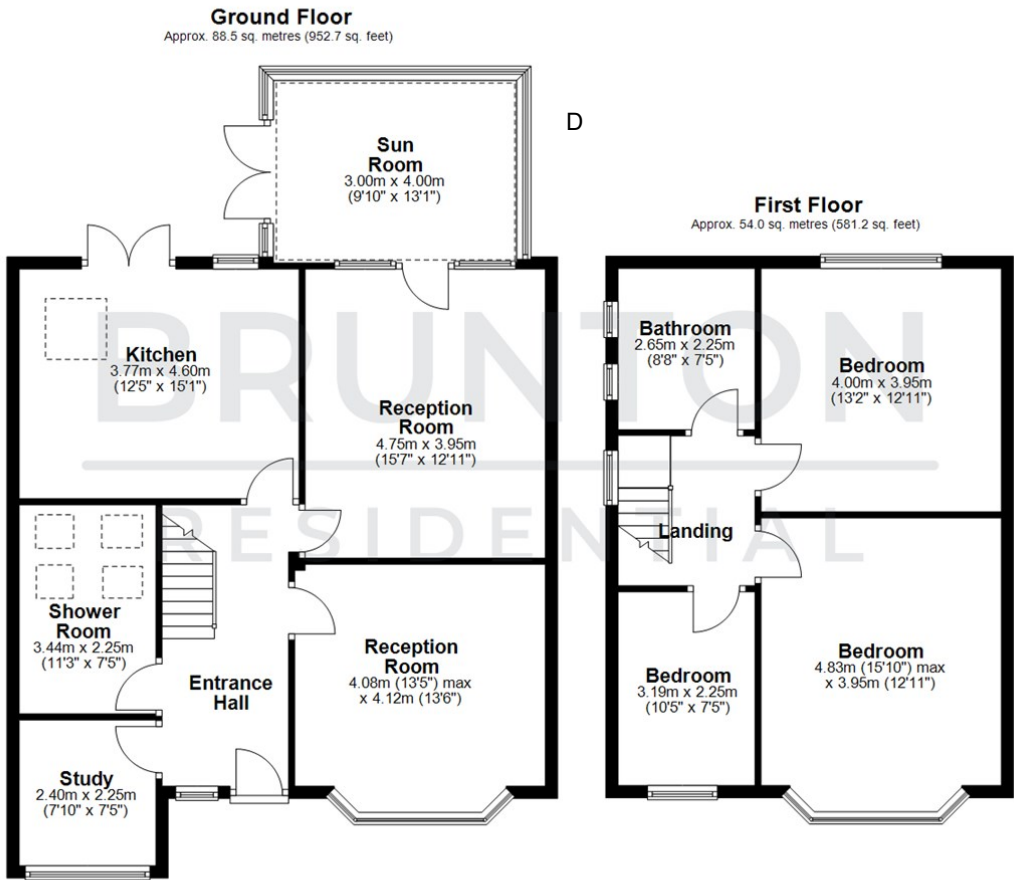 Ground Floor
Approx. 88.5 sq. metres (952.7 sq. feet)
Sun
Room
3.00m x 4.00m
(9'10" x 13'1")
Kitchen
3.77m x 4.60m
(12'5" x 15'1")
Reception
Room
4.75m x 3.95m
(15'7" x 12'11")
Shower
Room
3.44m x 2.25m
(11'3" x 7'5")
Entrance
Hall
Reception
Room
4.08m (13'5") max
x 4.12m (13'6")
Study
2.40m x 2.25m
(7'10" x 7'5")
D
First Floor
Approx. 54.0 sq. metres (581.2 sq. feet)
Bathroom
2.65m x 2.25m
(8'8" x 7'5")
Bedroom
4.00m x 3.95m
(13'2" x 12'11")
Landing
Bedroom
3.19m x 2.25m
(10'5" x 7'5")
Bedroom
4.83m (15'10") max
x 3.95m (12'11")
BRUNTON
RESIDENTIAL